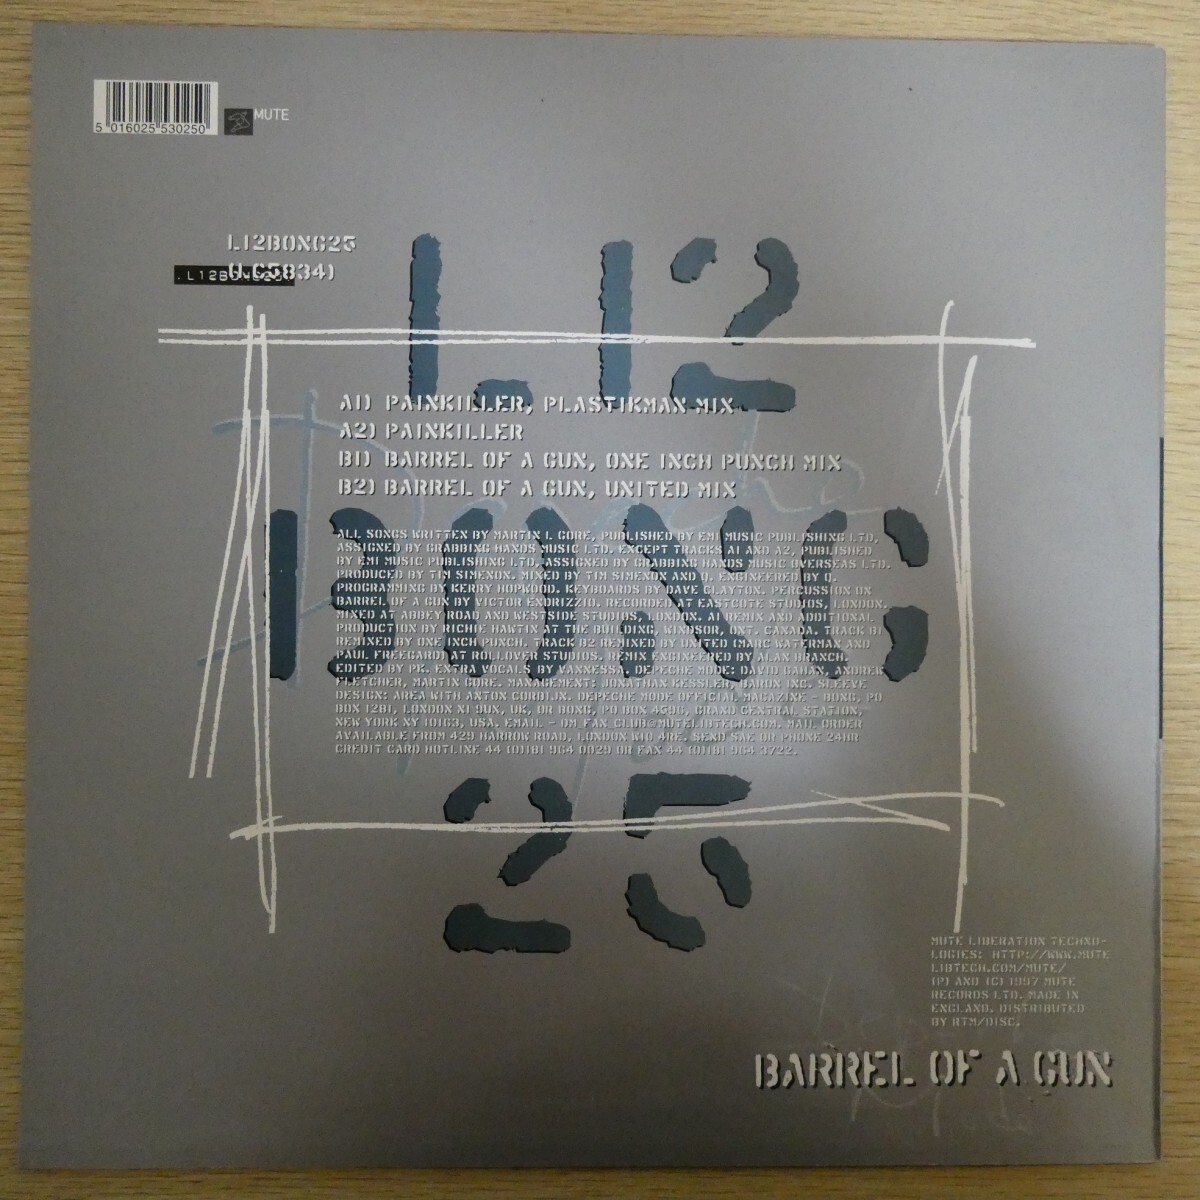 5 016025 530250
MUTE
L12BONG25
(LC5834)
.L12BONG25.
L12
BONG
25
Depeche
Mode
A1) PAINKILLER, PLASTIKMAN MIX
A2) PAINKILLER
B1) BARREL OF A GUN, ONE INCH PUNCH MIX
B2) BARREL OF A GUN, UNITED MIX
ALL SONGS WRITTEN BY MARTIN L GORE, PUBLISHED BY EMI MUSIC PUBLISHING LTD,
ASSIGNED BY GRABBING HANDS MUSIC LTD. EXCEPT TRACKS A1 AND A2, PUBLISHED
BY EMI MUSIC PUBLISHING LTD, ASSIGNED BY GRABBING HANDS MUSIC OVERSEAS LTD.
PRODUCED BY TIM SIMENON. MIXED BY TIM SIMENON AND Q. ENGINEERED BY Q.
PROGRAMING BY KERRY HOPWOOD. KEYBOARDS BY DAVE CLAYTON. PERCUSSION ON
BARREL OF A GUN BY VICTOR ENDRIZZIO. RECORDED AT EASTCOTE STUDIOS, LONDON.
MIXED AT ABBEY ROAD AND WESTSIDE STUDIOS, LONDON. A1 REMIX AND ADDITIONAL
PRODUCTION BY RICHIE HAWTIN AT THE BUILDING, WINDSOR, ONT. CANADA. TRACK B1
REMIXED BY ONE INCH PUNCH. TRACK B2 REMIXED BY UNITED (MARC WATERMAN AND
PAUL FREEGARD) AT ROLLOVER STUDIOS. REMIX ENGINEERED BY ALAN BRANCH.
EDITED BY PK. EXTRA VOCALS BY VANNESSA. DEPECHE MODE: DAVID GAHAN, ANDREW
FLETCHER, MARTIN GORE. MANAGEMENT: JONATHAN KESSLER, BARON INC. SLEEVE
DESIGN: AREA WITH ANTON CORBIJN. DEPECHE MODE OFFICIAL MAGAZINE - BONG, PO
BOX 1281, LONDON N1 9UX, UK, OR BONG, PO BOX 4596, GRAND CENTRAL STATION,
NEW YORK NY 10163, USA. EMAIL - DM_FAN_CLUB@MUTELIBTECH.COM. MAIL ORDER
AVAILABLE FROM 429 HARROW ROAD, LONDON W10 4RE. SEND SAE OR PHONE 24HR
CREDIT CARD HOTLINE 44 (0)181 964 0029 OR FAX 44 (0)181 964 3722.
MUTE LIBERATION TECHNO-
LOGIES: HTTP://WWW.MUTE
LIBTECH.COM/MUTE/
(P) AND (C) 1997 MUTE
RECORDS LTD. MADE IN
ENGLAND. DISTRIBUTED
BY RTM/DISC.
BARREL OF A GUN
Depeche
Mode